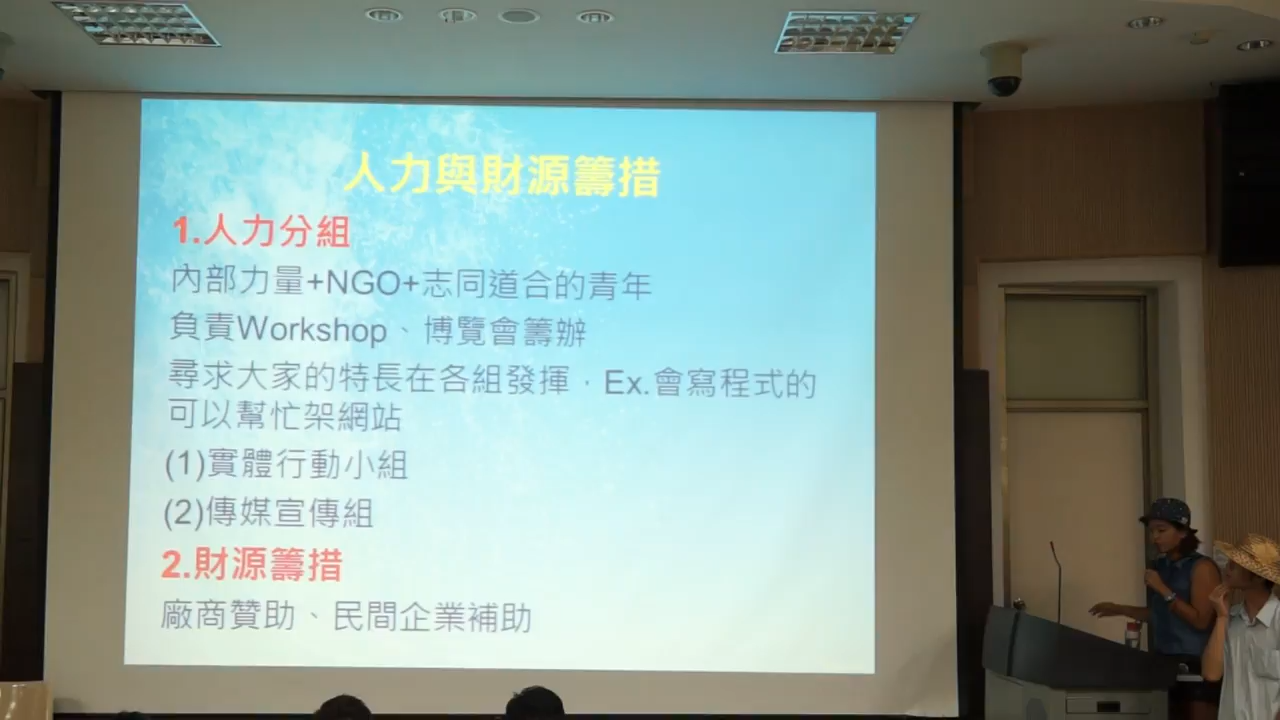 人力與財源籌措
1.人力分組
內部力量+NGO+志同道合的青年
負責Workshop、博覽會籌辦
尋求大家的特長在各組發揮，Ex.會寫程式的
可以幫忙架網站
(1)實體行動小組
(2)傳媒宣傳組
2.財源籌措
廠商贊助、民間企業補助